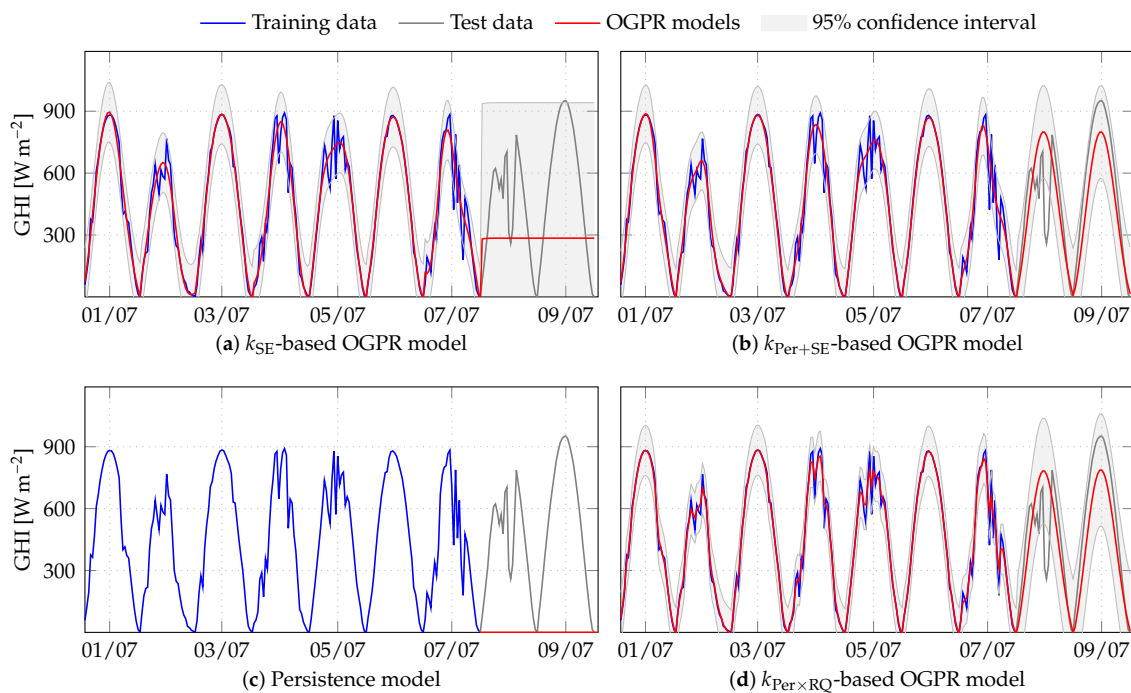 Training data Test data OGPR models 95% confidence interval
GHI [W m−2]
900
600
300
01/07 03/07 05/07 07/07 09/07
(a) kSE-based OGPR model
01/07 03/07 05/07 07/07 09/07
(b) kPer+SE-based OGPR model
GHI [W m−2]
900
600
300
01/07 03/07 05/07 07/07 09/07
(c) Persistence model
01/07 03/07 05/07 07/07 09/07
(d) kPer×RQ-based OGPR model